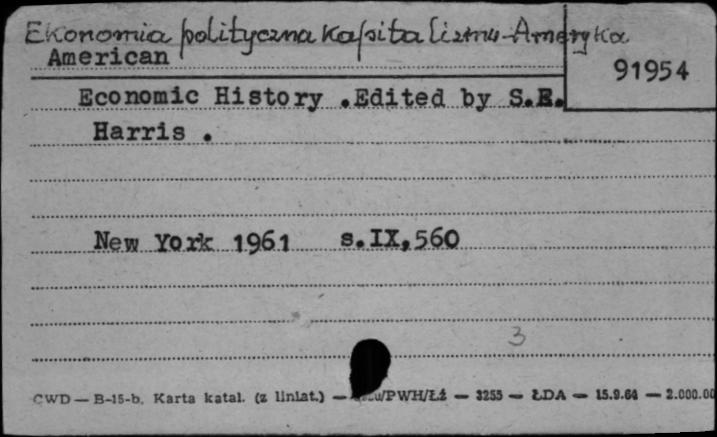 Ekonomia polityczna kapitalizmu-Ameryka
American
91954
Economic History .Edited by S.E.
Harris .
New York 1961 s.IX,560
3
CWD — B-15-b. Karta katal. (z liniat.) — /PWH/Łź — 3255 — ŁDA — 15.9.64 — 2.000.00